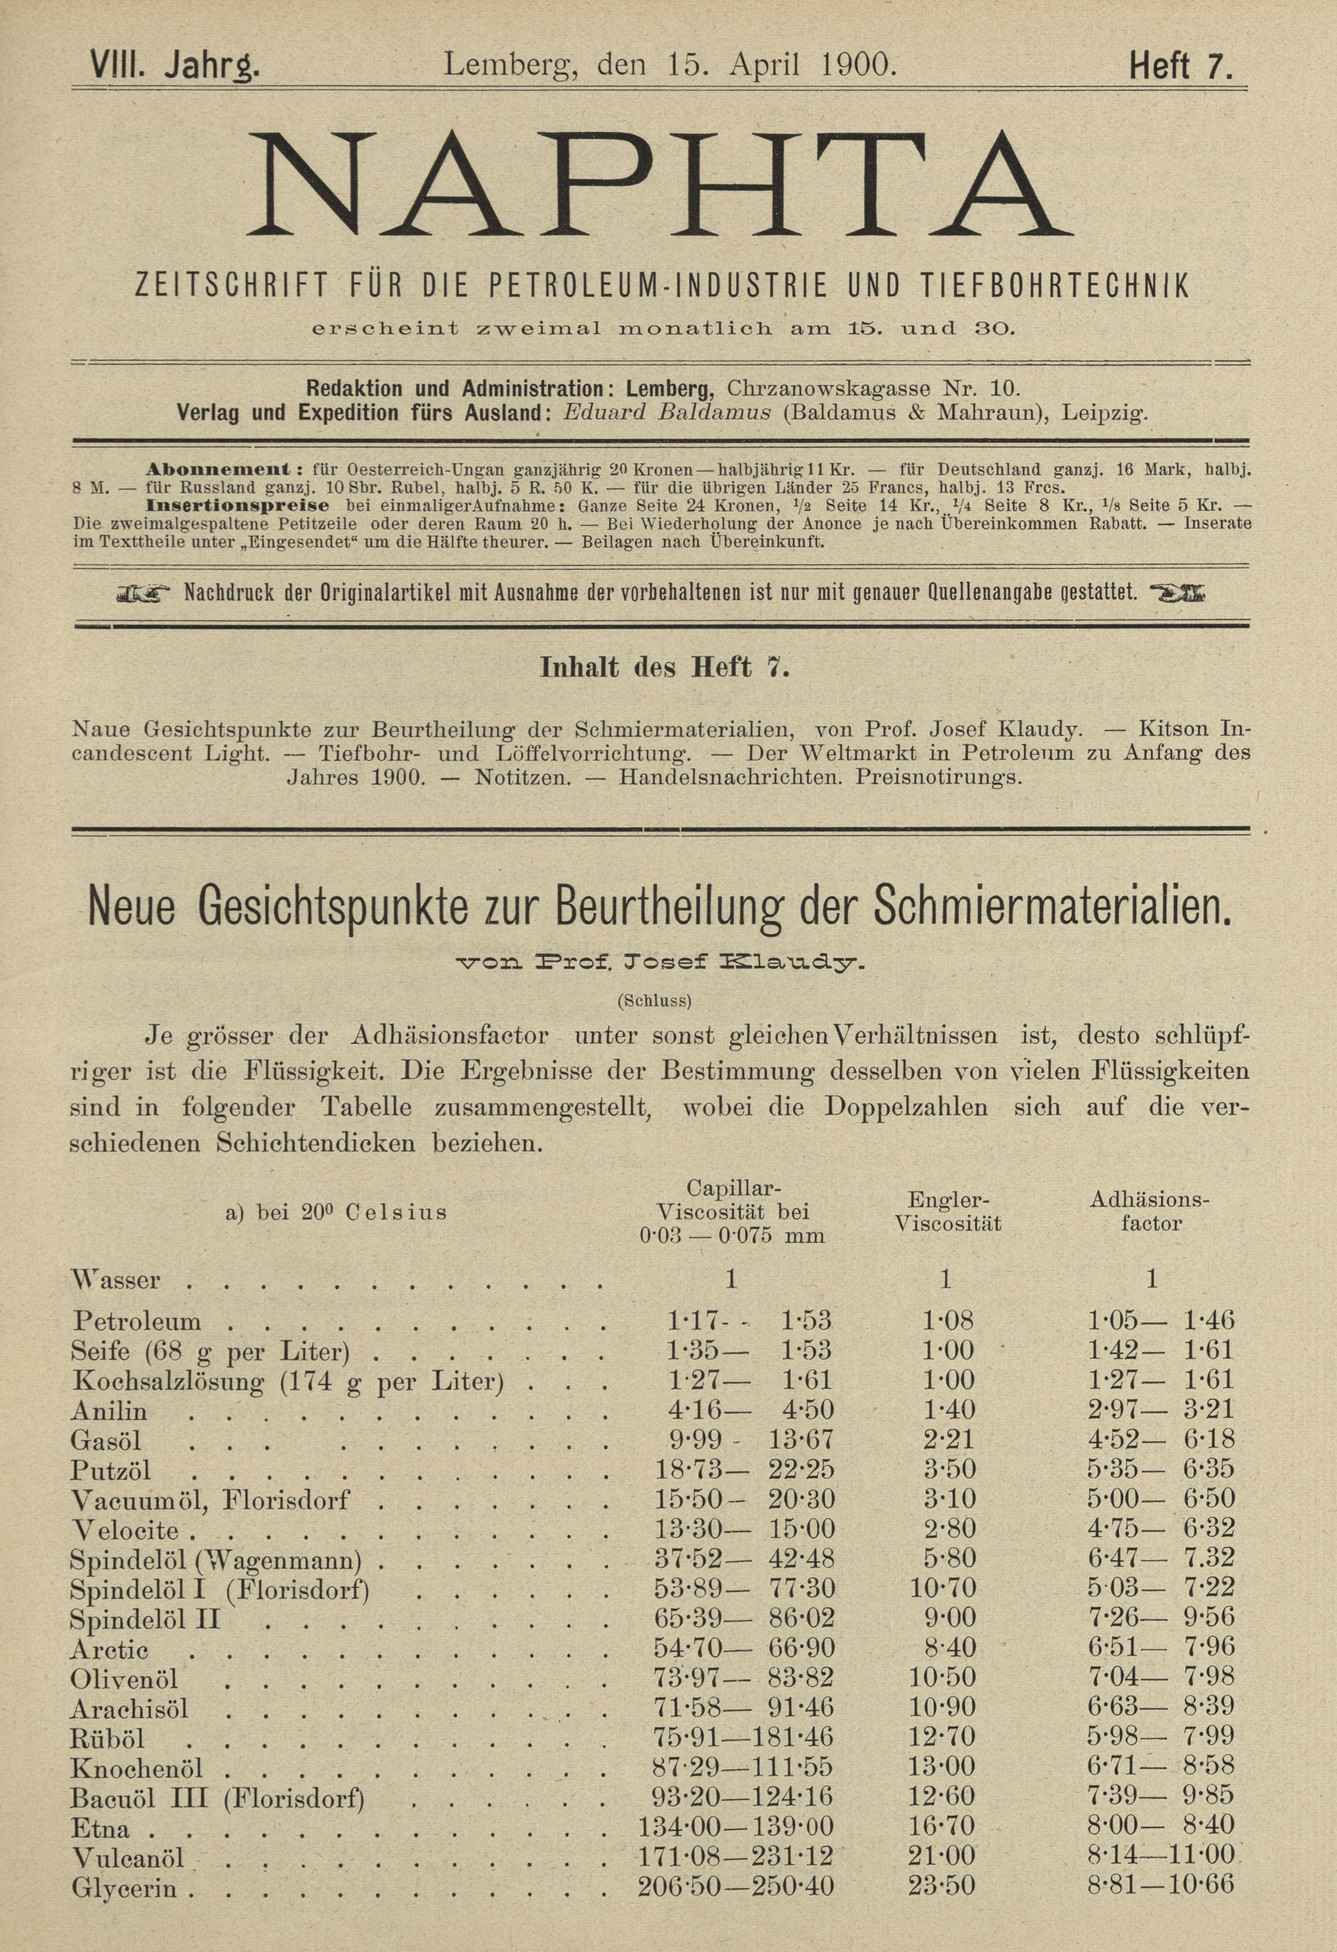 VIII. Jahrg. Lemberg, den 15. April 1900. Heft 7.
NAPHTA
ZEITSCHRIFT FÜR DIE PETROLEUM-INDUSTRIE UND TIEFBOHRTECHNIK
erscheint zweimal monatlich am 15. und 30.
Redaktion und Administration: Lemberg, Chrzanowskagasse Nr. 10.
Verlag und Expedition fürs Ausland: Eduard Baldamus (Baldamus & Mahraun), Leipzig.
Abonnement: für Oesterreich-Ungan ganzjährig 20 Kronen—halbjährig 11 Kr. — für Deutschland ganzj. 16 Mark, halbj.
8 M. — für Russland ganzj. 10 Sbr. Rubel, halbj. 5 R. 50 K. — für die übrigen Länder 25 Francs, halbj. 13 Frcs.
Insertionspreise bei einmaliger Aufnahme: Ganze Seite 24 Kronen, 1/2 Seite 14 Kr., 1/4 Seite 8 Kr., 1/8 Seite 5 Kr. —
Die zweimalgespaltene Petitzeile oder deren Raum 20 h. — Bei Wiederholung der Anonce je nach Übereinkommen Rabatt. — Inserate
im Texttheile unter „Eingesendet“ um die Hälfte theurer. — Beilagen nach Übereinkunft.
Nachdruck der Originalartikel mit Ausnahme der vorbehaltenen ist nur mit genauer Quellenangabe gestattet.
Inhalt des Heft 7.
Naue Gesichtspunkte zur Beurtheilung der Schmiermaterialien, von Prof. Josef Klaudy. — Kitson In-
candescent Light. — Tiefbohr- und Löffelvorrichtung. — Der Weltmarkt in Petroleum zu Anfang des
Jahres 1900. — Notitzen. — Handelsnachrichten. Preisnotirungs.
Neue Gesichtspunkte zur Beurtheilung der Schmiermaterialien.
von Prof. Josef Klaudy.
(Schluss)
Je grösser der Adhäsionsfactor unter sonst gleichen Verhältnissen ist, desto schlüpf-
riger ist die Flüssigkeit. Die Ergebnisse der Bestimmung desselben von vielen Flüssigkeiten
sind in folgender Tabelle zusammengestellt, wobei die Doppelzahlen sich auf die ver-
schiedenen Schichtendicken beziehen.
a) bei 20⁰ Celsius Capillar-Viscosität bei 0·03 — 0·075 mm Engler-Viscosität Adhäsions-factor
Wasser . . . . . . . . . . . . 1 1 1
Petroleum . . . . . . . . . . . 1·17- - 1·53 1·08 1·05— 1·46
Seife (68 g per Liter) . . . . . . . 1·35— 1·53 1·00 1·42— 1·61
Kochsalzlösung (174 g per Liter) . . . 1·27— 1·61 1·00 1·27— 1·61
Anilin . . . . . . . . . . . . 4·16— 4·50 1·40 2·97— 3·21
Gasöl . . . . . . . . . . . 9·99 - 13·67 2·21 4·52— 6·18
Putzöl . . . . . . . . . . . . 18·73— 22·25 3·50 5·35— 6·35
Vacuumöl, Florisdorf . . . . . . . 15·50— 20·30 3·10 5·00— 6·50
Velocite . . . . . . . . . . . . 13·30— 15·00 2·80 4·75— 6·32
Spindelöl (Wagenmann) . . . . . . . 37·52— 42·48 5·80 6·47— 7.32
Spindelöl I (Florisdorf) . . . . . . 53·89— 77·30 10·70 5·03— 7·22
Spindelöl II . . . . . . . . . . 65·39— 86·02 9·00 7·26— 9·56
Arctic . . . . . . . . . . . . 54·70— 66·90 8·40 6·51— 7·96
Olivenöl . . . . . . . . . . . 73·97— 83·82 10·50 7·04— 7·98
Arachisöl . . . . . . . . . . . 71·58— 91·46 10·90 6·63— 8·39
Rüböl . . . . . . . . . . . . 75·91—181·46 12·70 5·98— 7·99
Knochenöl . . . . . . . . . . . 87·29—111·55 13·00 6·71— 8·58
Bacuöl III (Florisdorf) . . . . . . 93·20—124·16 12·60 7·39— 9·85
Etna . . . . . . . . . . . . . 134·00—139·00 16·70 8·00— 8·40
Vulcanöl . . . . . . . . . . . 171·08—231·12 21·00 8·14—11·00
Glycerin . . . . . . . . . . . . 206·50—250·40 23·50 8·81—10·66